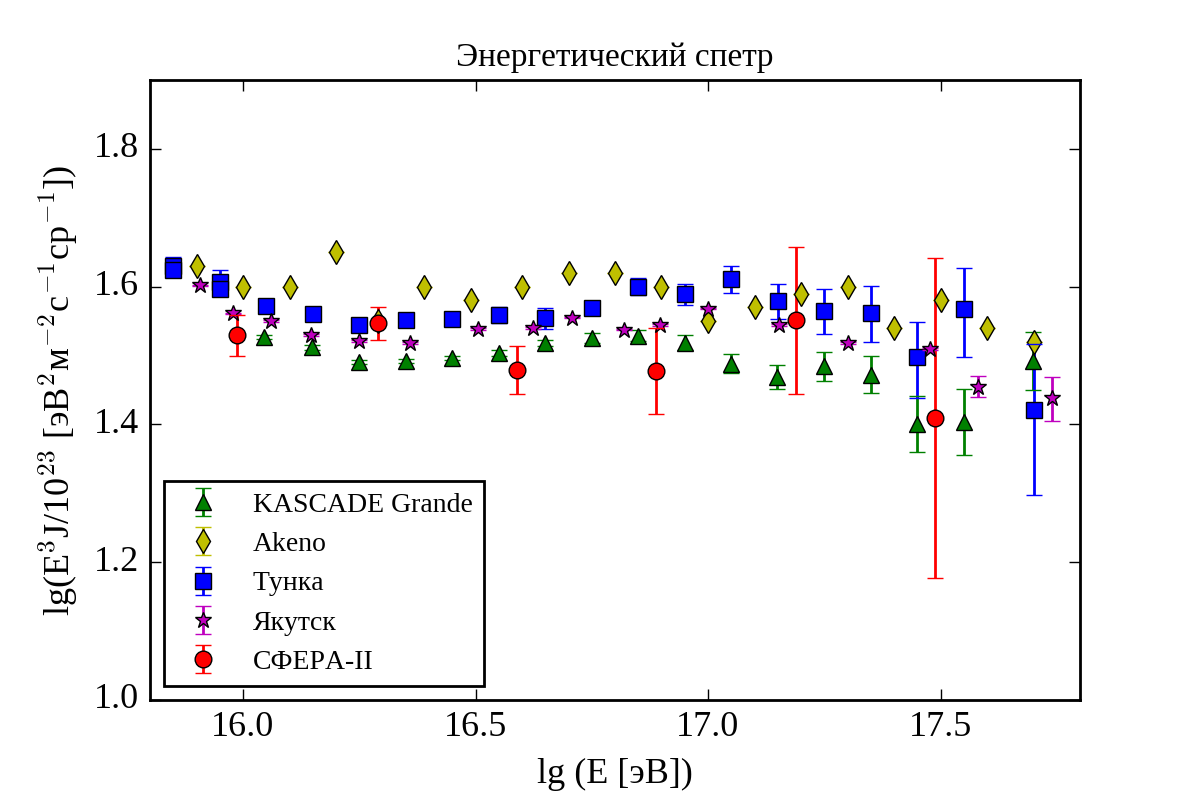 Энергетический спетр
lg(E³J/10²³ [эВ²м⁻²с⁻¹ср⁻¹])
1.8
1.6
1.4
1.2
1.0
KASCADE Grande
Akeno
Тунка
Якутск
СФЕРА-II
16.0 16.5 17.0 17.5
lg (E [эВ])